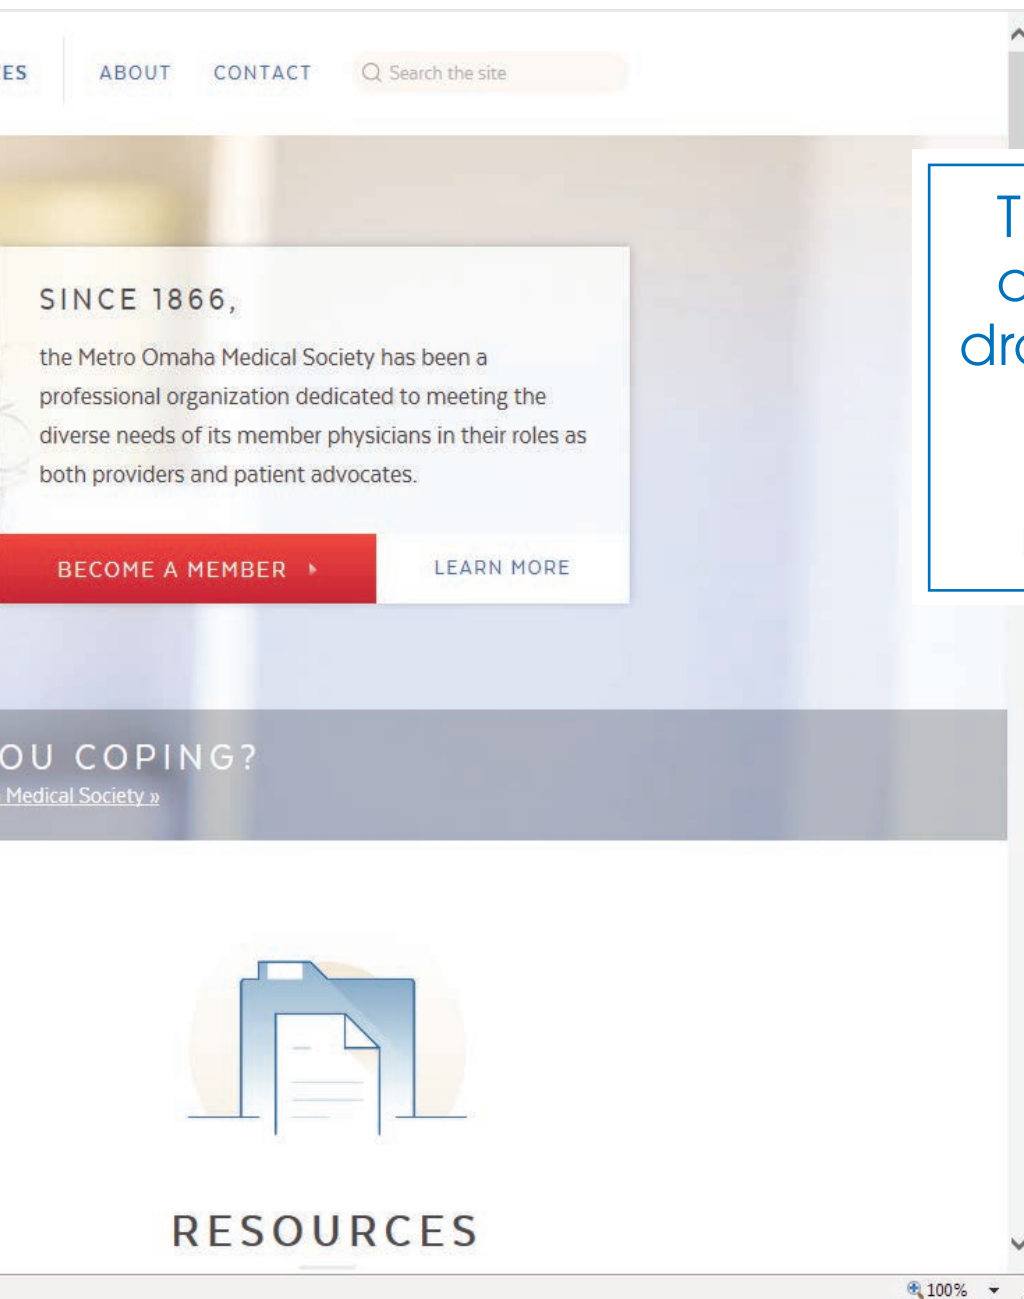 ES
ABOUT
CONTACT
Search the site
SINCE 1866,
the Metro Omaha Medical Society has been a
professional organization dedicated to meeting the
diverse needs of its member physicians in their roles as
both providers and patient advocates.
BECOME A MEMBER
LEARN MORE
OU COPING?
Medical Society »
RESOURCES
100%